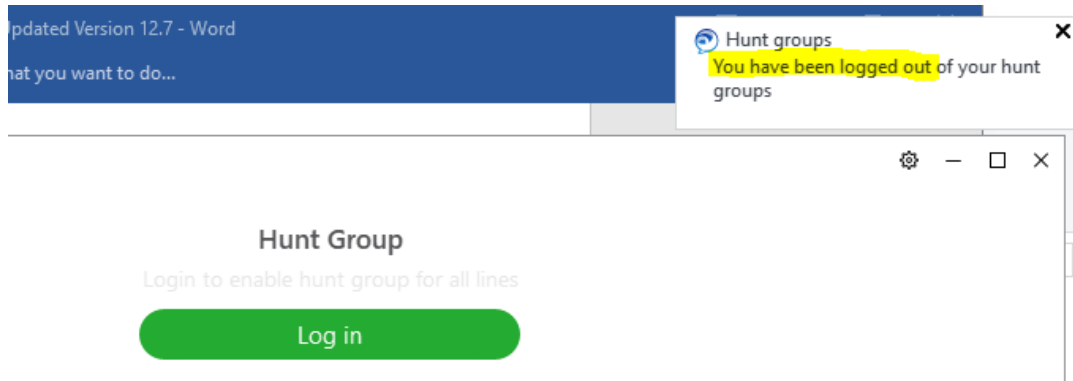 pdated Version 12.7 - Word
Hunt groups
You have been logged out of your hunt
groups
hat you want to do...
Hunt Group
Login to enable hunt group for all lines
Log in